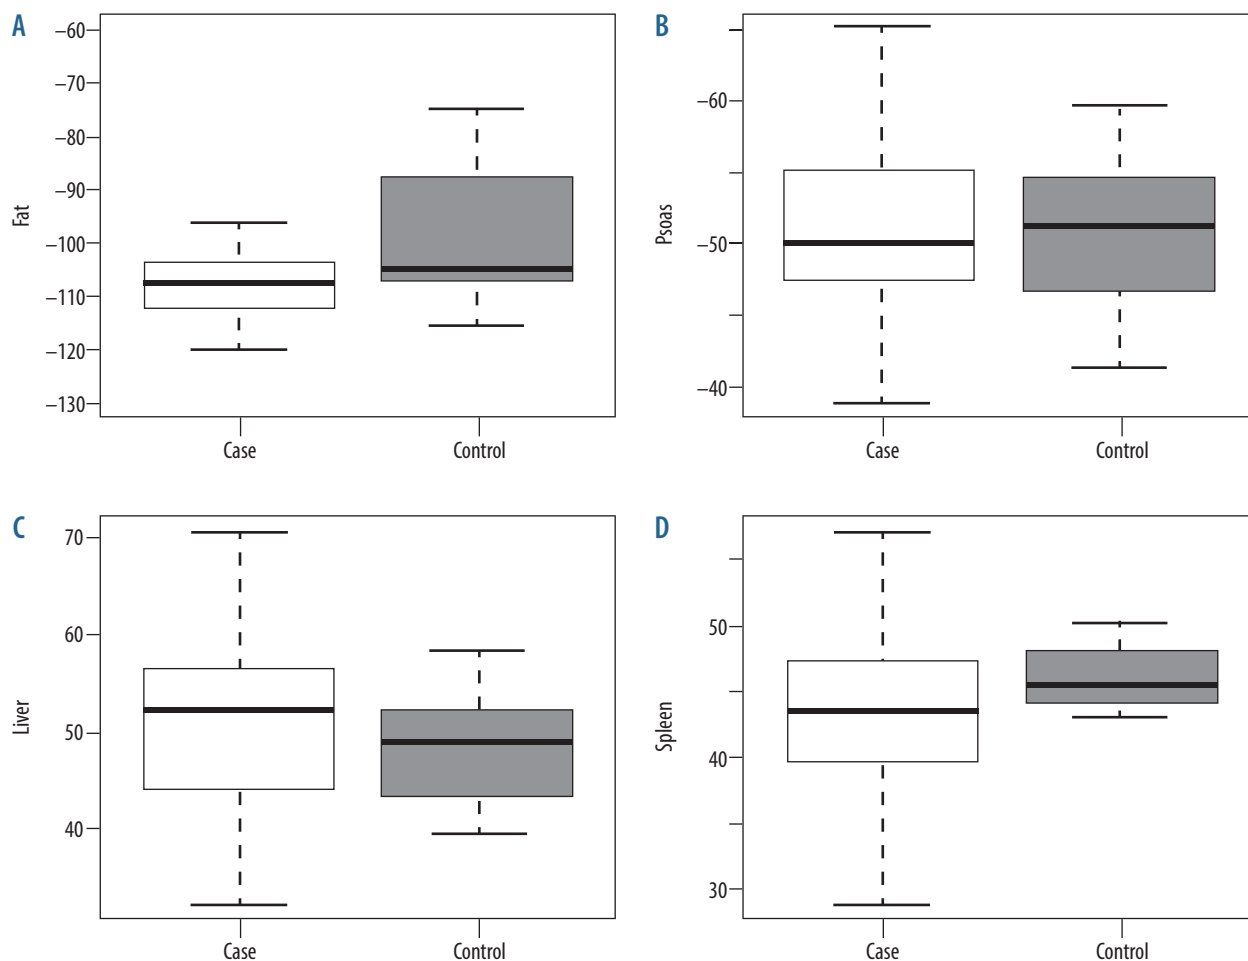 A
–60
–70
–80
–90
–100
–110
–120
–130
Fat
Case
Control
B
–60
–50
–40
Psoas
Case
Control
C
70
60
50
40
Liver
Case
Control
D
50
40
30
Spleen
Case
Control